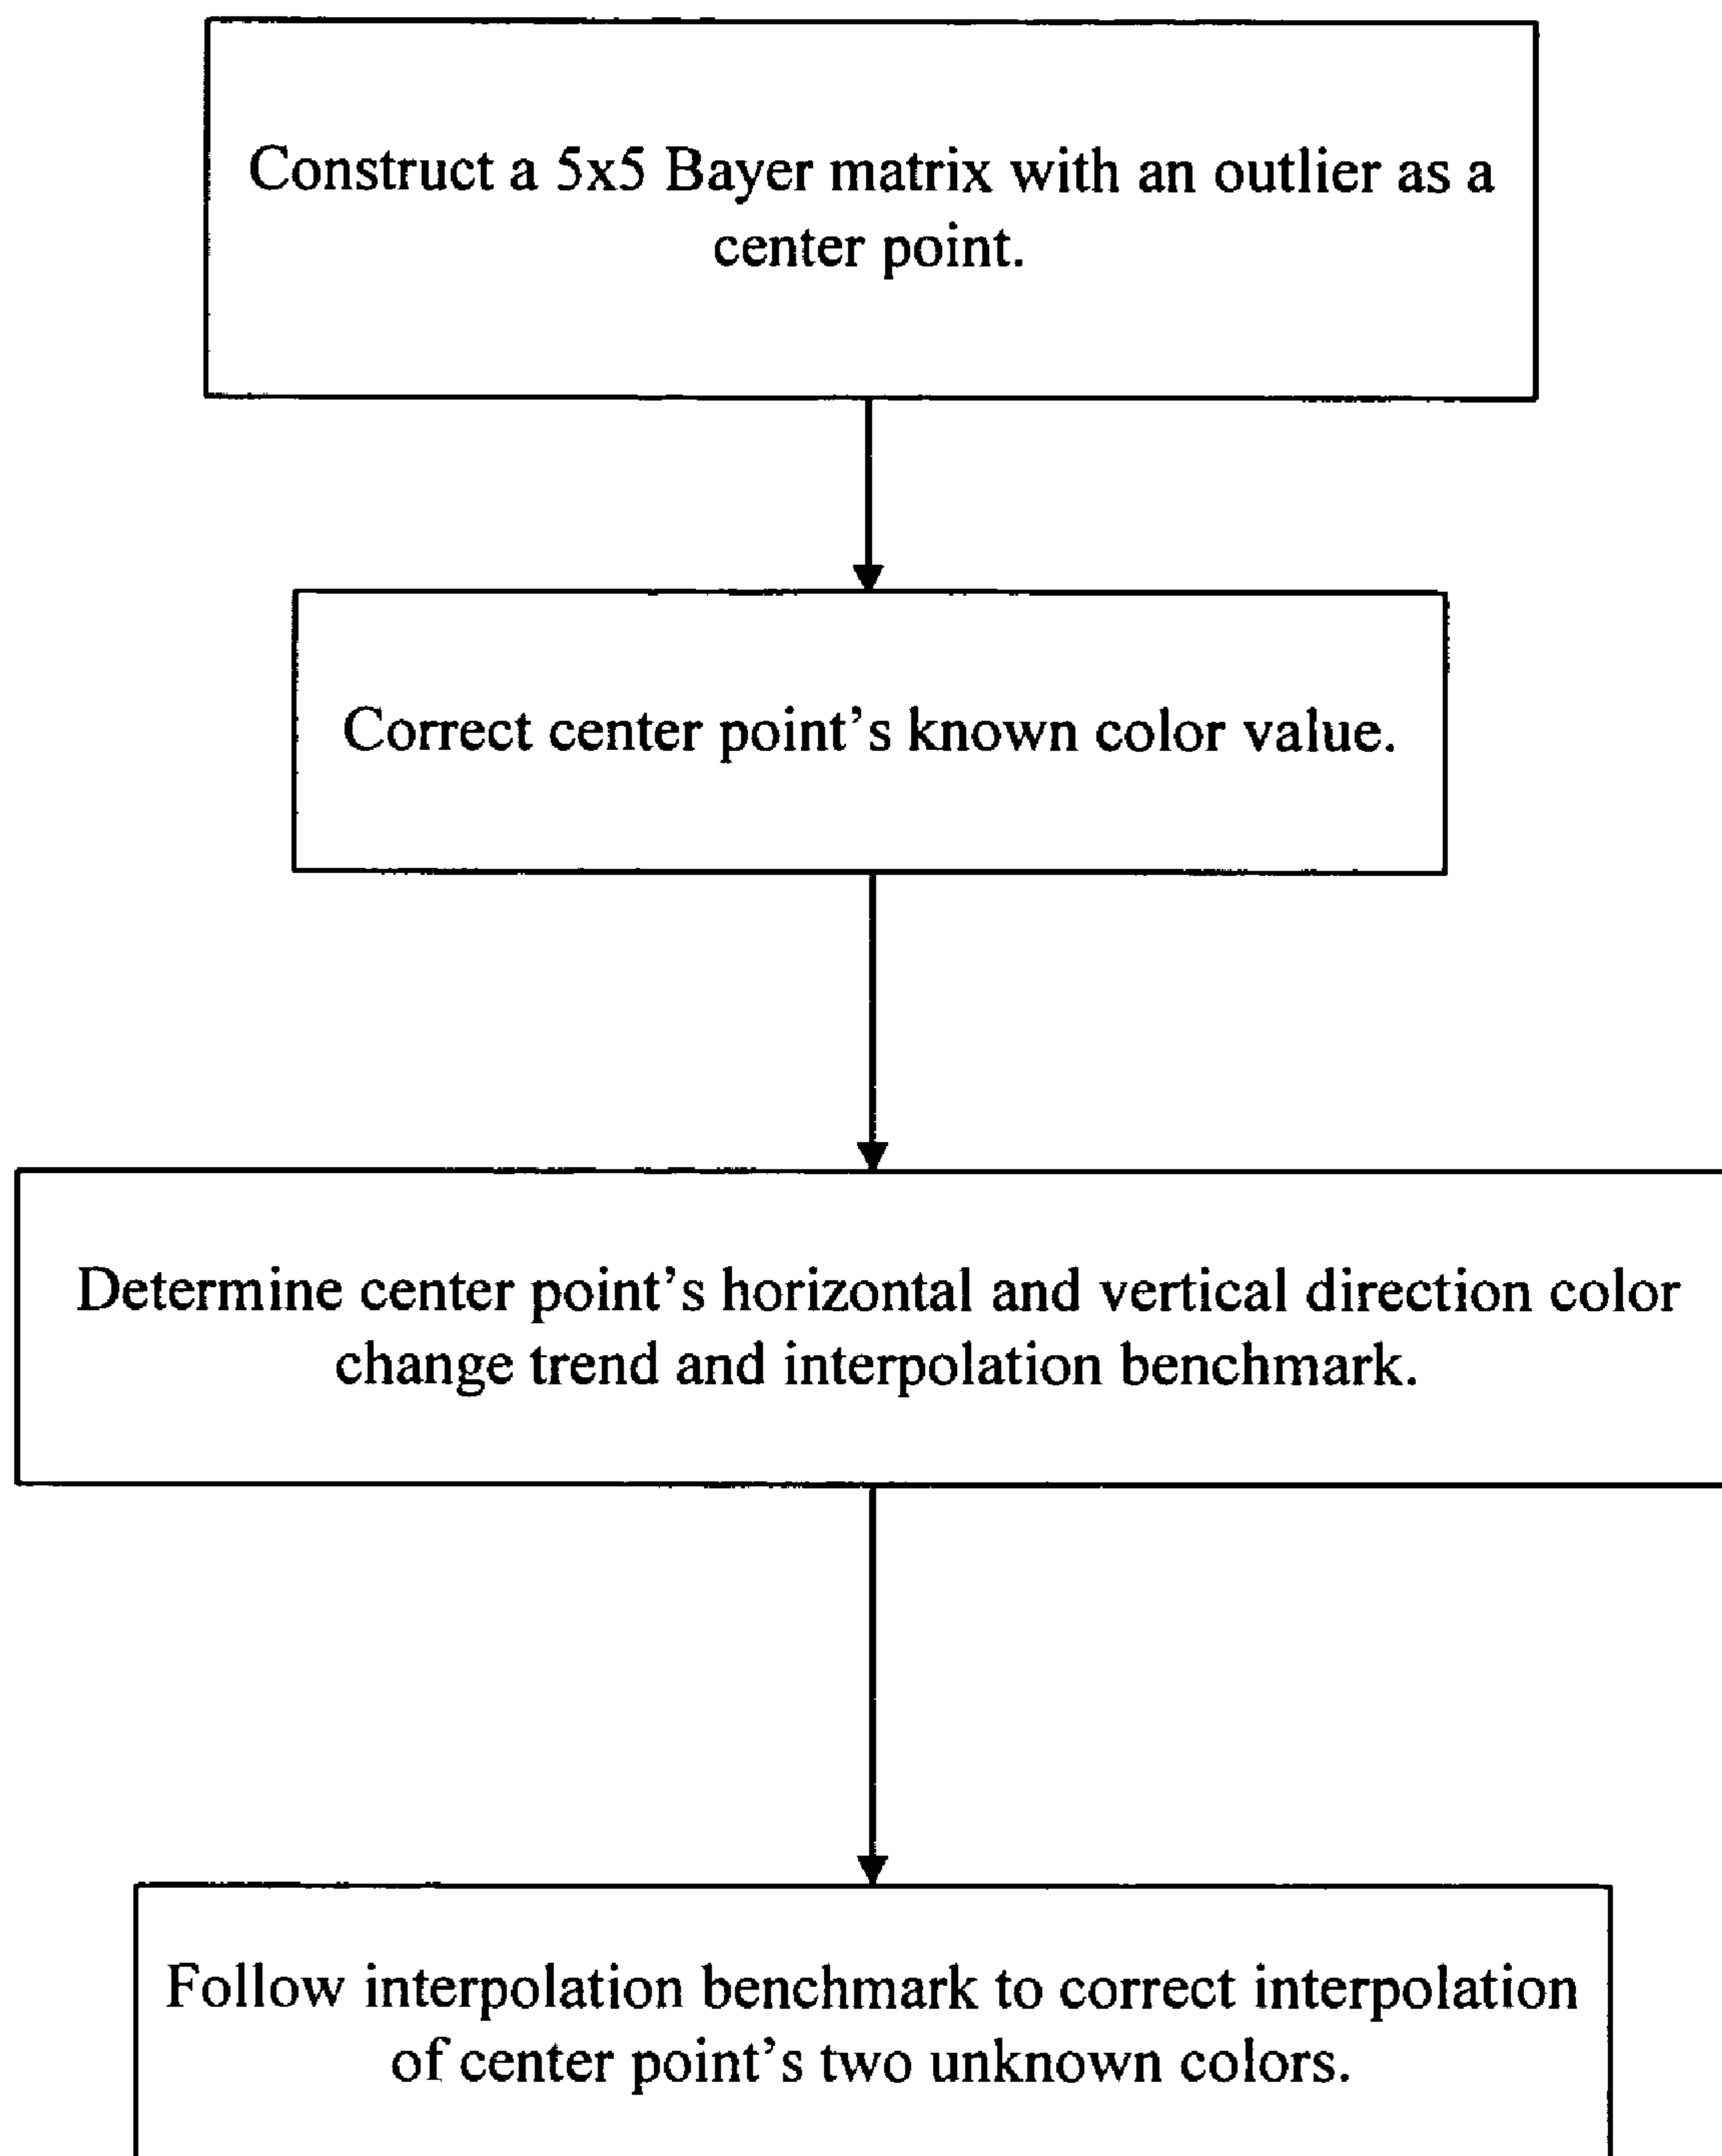 Construct a 5x5 Bayer matrix with an outlier as a
center point.
Correct center point's known color value.
Determine center point's horizontal and vertical direction color
change trend and interpolation benchmark.
Follow interpolation benchmark to correct interpolation
of center point's two unknown colors.